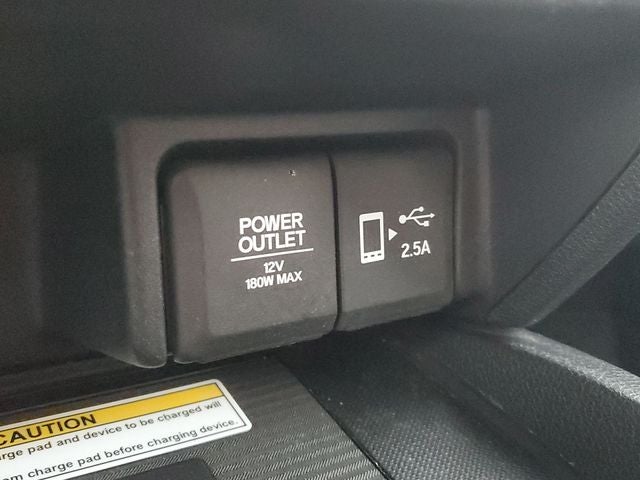 POWER
OUTLET
12V
180W MAX
2.5A
CAUTION
pad and device to be charged will
charge pad before charging device.